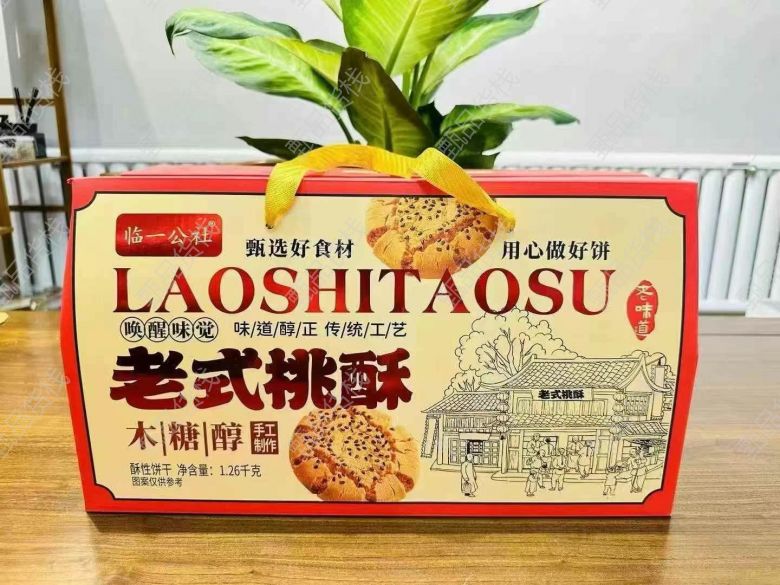 临一公社®
甄选好食材
用心做好饼
LAOSHITAOSU
老味道
唤醒味觉
味/道/醇/正 传/统/工/艺
老式桃酥
老式桃酥
木|糖|醇
手工
制作
酥性饼干 净含量：1.26千克
图案仅供参考